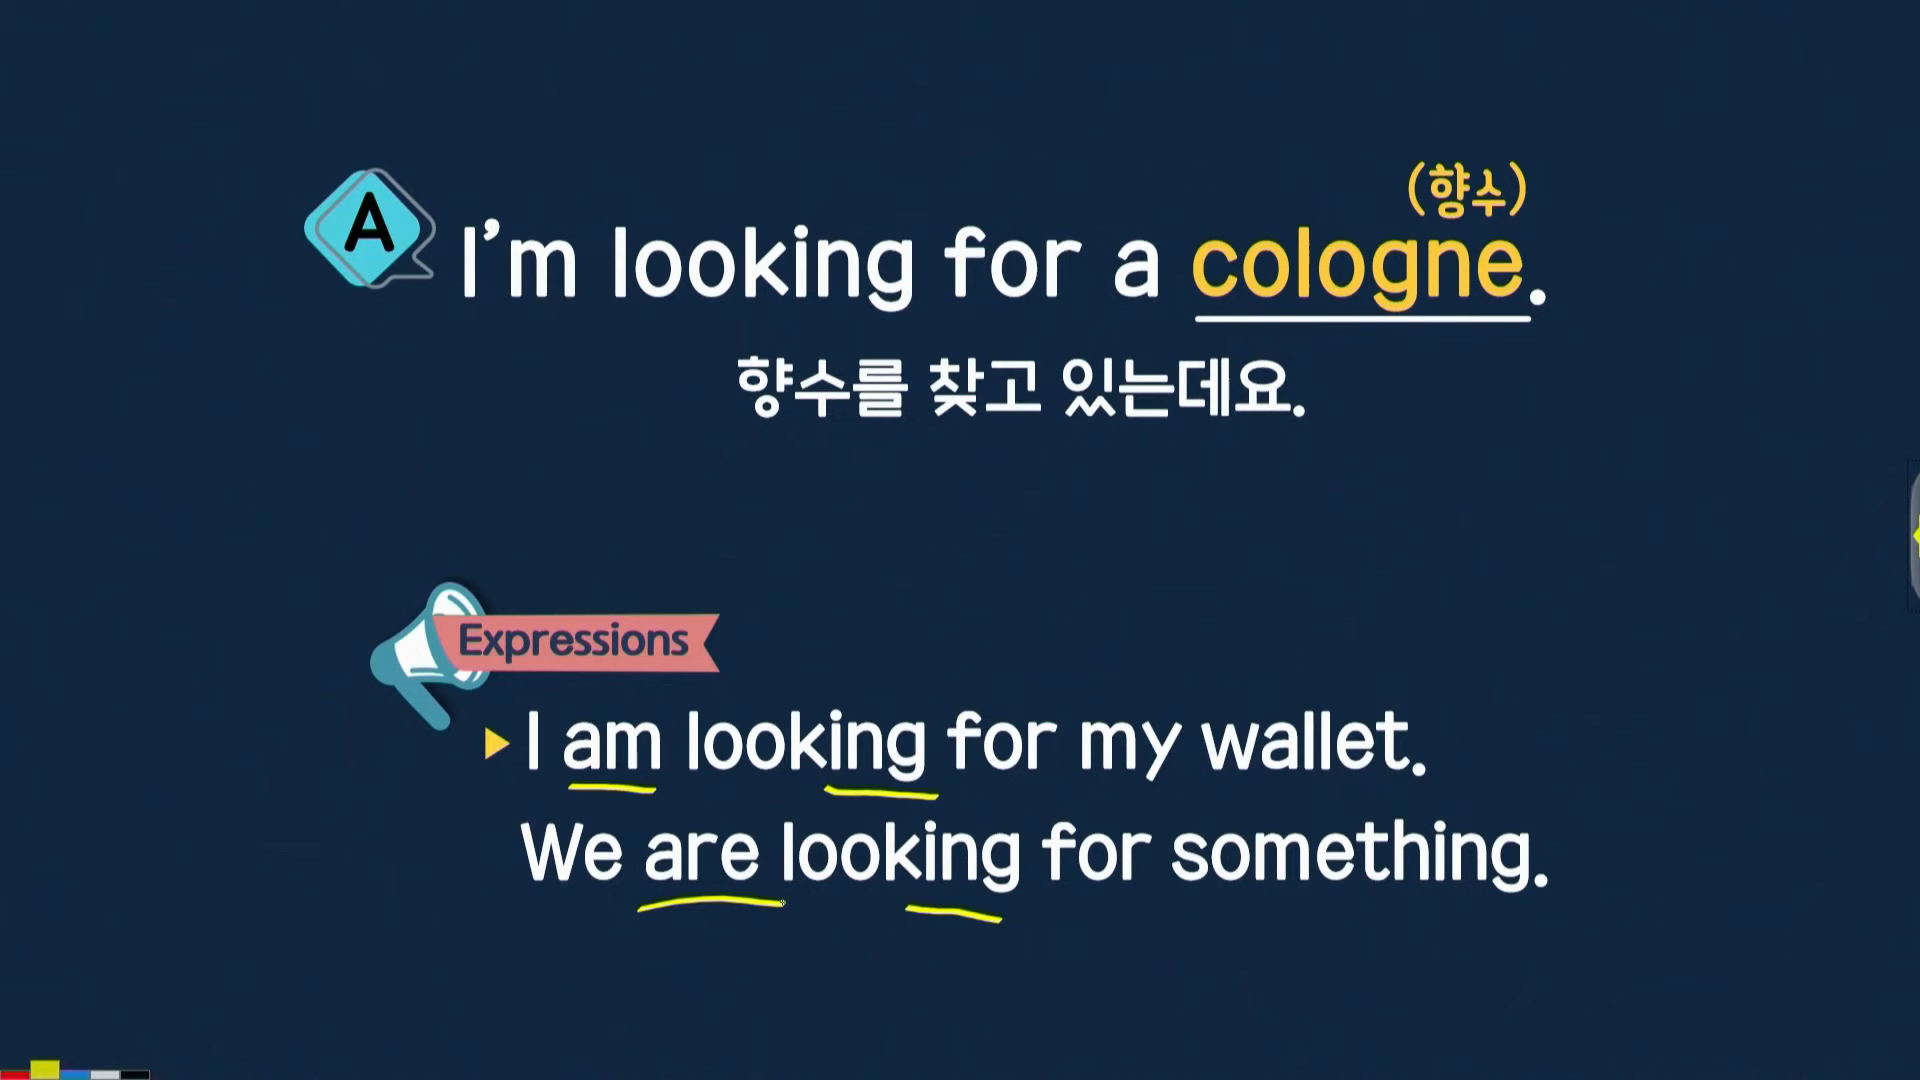 (향수)
A I'm looking for a cologne.
향수를 찾고 있는데요.
Expressions
I am looking for my wallet.
We are looking for something.